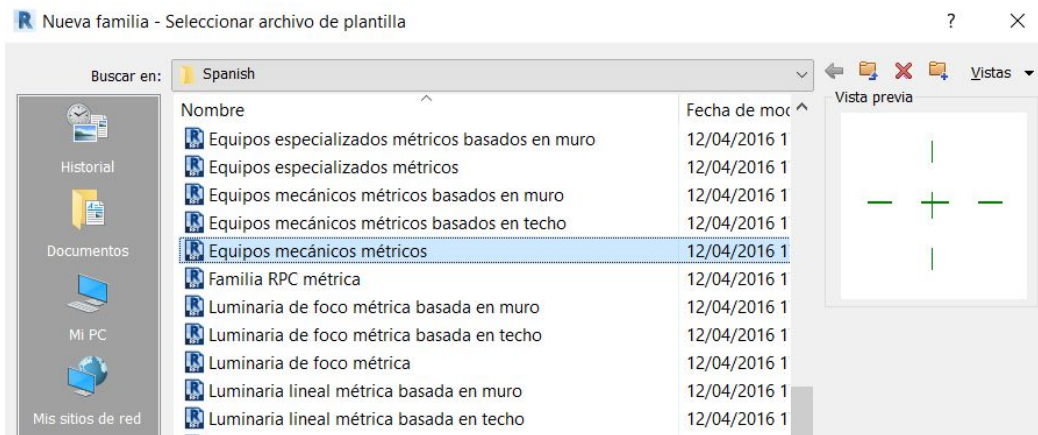 Nueva familia - Seleccionar archivo de plantilla
?
Buscar en:
Spanish
Vistas
Nombre
Fecha de moc
Vista previa
Equipos especializados métricos basados en muro 12/04/2016 1
Equipos especializados métricos 12/04/2016 1
Equipos mecánicos métricos basados en muro 12/04/2016 1
Equipos mecánicos métricos basados en techo 12/04/2016 1
Equipos mecánicos métricos 12/04/2016 1
Familia RPC métrica 12/04/2016 1
Luminaria de foco métrica basada en muro 12/04/2016 1
Luminaria de foco métrica basada en techo 12/04/2016 1
Luminaria de foco métrica 12/04/2016 1
Luminaria lineal métrica basada en muro 12/04/2016 1
Luminaria lineal métrica basada en techo 12/04/2016 1
Historial
Documentos
Mi PC
Mis sitios de red